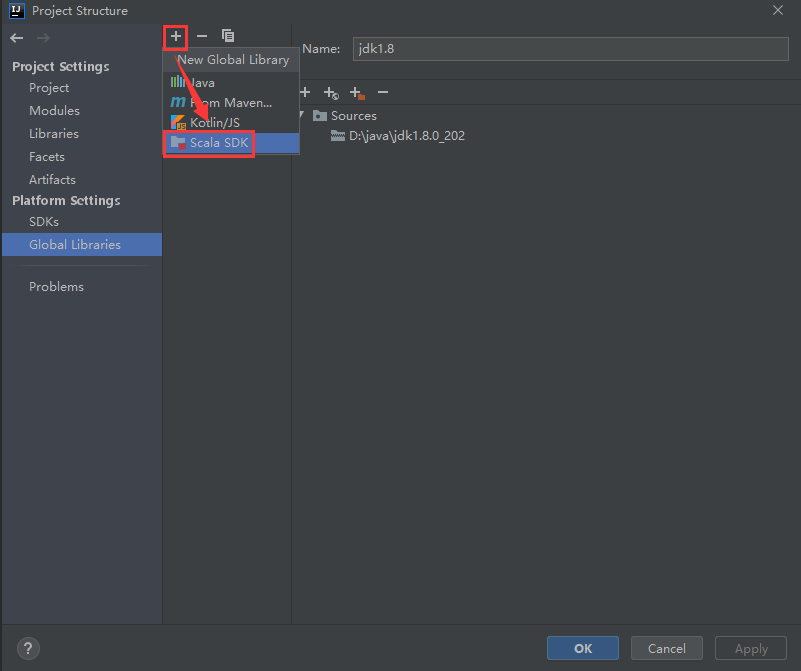 IJ Project Structure
Project Settings
Project
Modules
Libraries
Facets
Artifacts
Platform Settings
SDKs
Global Libraries
Problems
New Global Library
Java
From Maven...
Kotlin/JS
Scala SDK
Name: jdk1.8
Sources
D:\java\jdk1.8.0_202
?
OK Cancel Apply